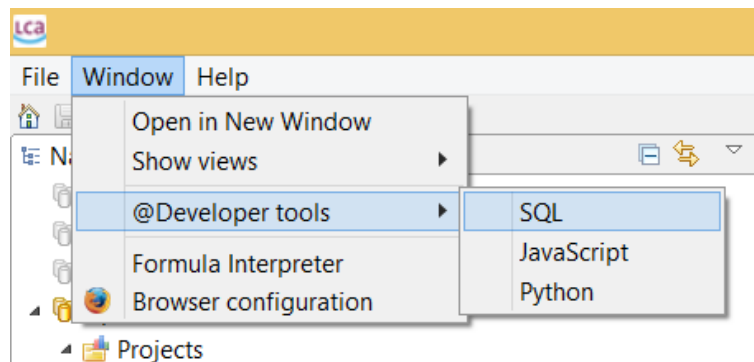 LCA
File Window Help
Open in New Window
Show views
@Developer tools
SQL
JavaScript
Python
Formula Interpreter
Browser configuration
Projects